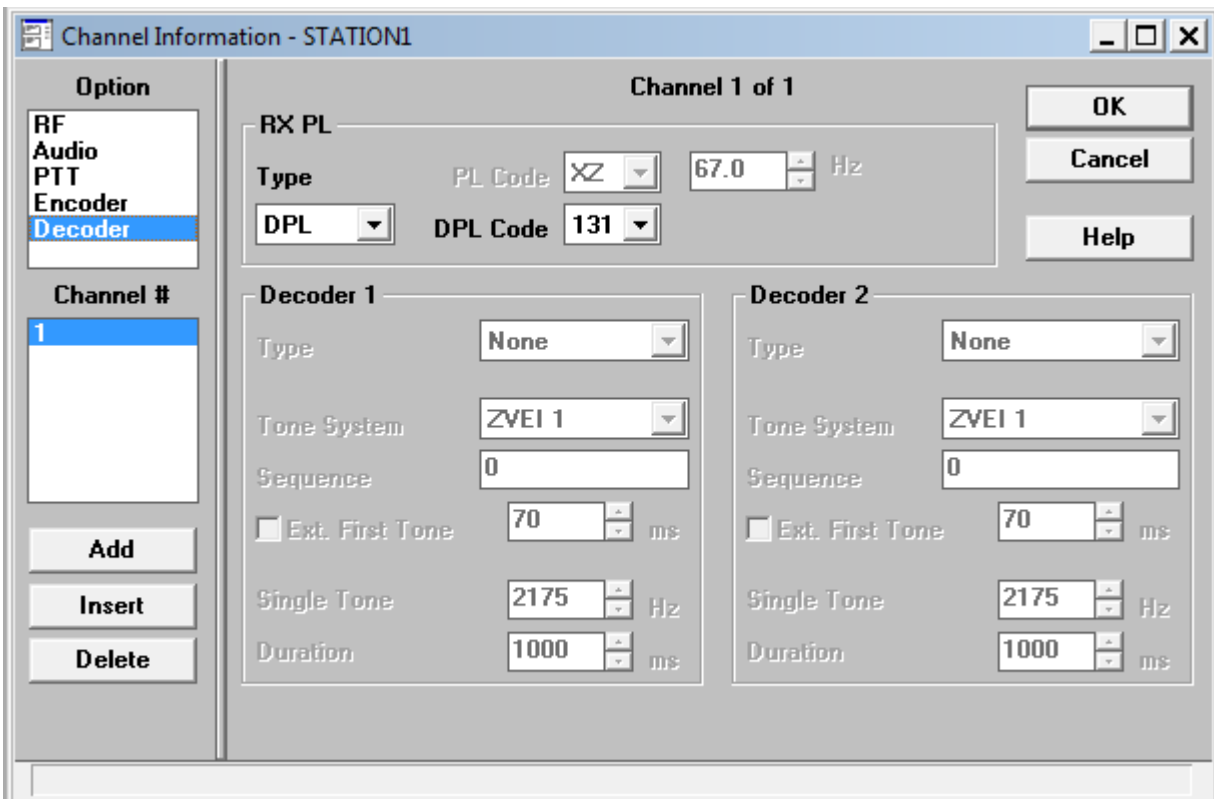 Channel Information - STATION1
Option
RF
Audio
PTT
Encoder
Decoder
Channel #
1
Add
Insert
Delete
Channel 1 of 1
RX PL
Type
PL Code XZ 67.0 Hz
DPL DPL Code 131
OK
Cancel
Help
Decoder 1
Type None
Tone System ZVEI 1
Sequence 0
Ext. First Tone 70 ms
Single Tone 2175 Hz
Duration 1000 ms
Decoder 2
Type None
Tone System ZVEI 1
Sequence 0
Ext. First Tone 70 ms
Single Tone 2175 Hz
Duration 1000 ms